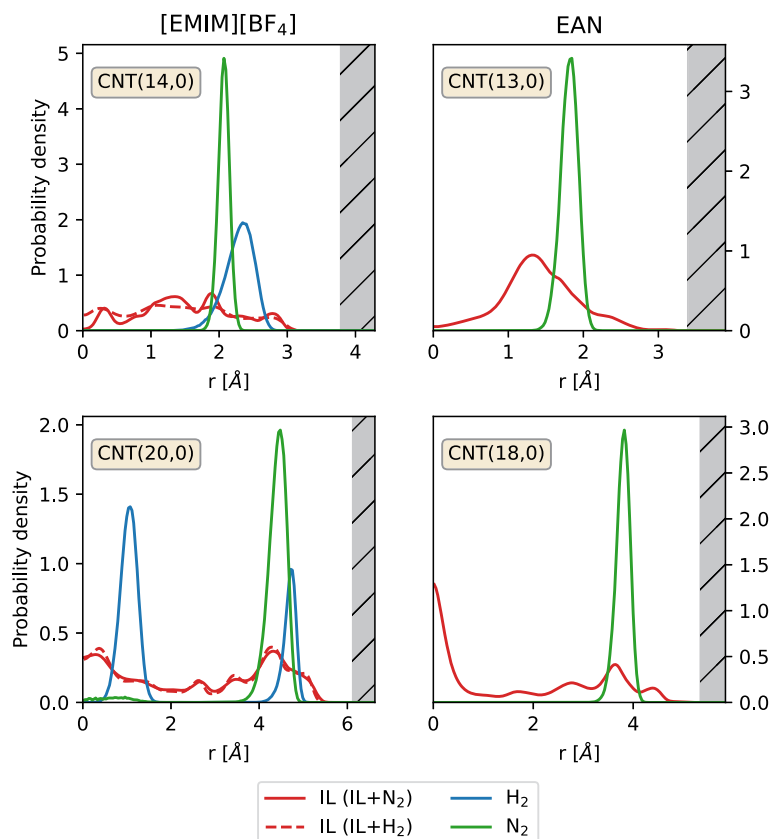 [EMIM][BF₄]
EAN
Probability density
5
4
3
2
1
0
CNT(14,0)
0 1 2 3 4
r [Å]
CNT(13,0)
3
2
1
0
0 1 2 3
r [Å]
Probability density
2.0
1.5
1.0
0.5
0.0
CNT(20,0)
0 2 4 6
r [Å]
CNT(18,0)
3.0
2.5
2.0
1.5
1.0
0.5
0.0
0 2 4
r [Å]
IL (IL+N₂)
IL (IL+H₂)
H₂
N₂